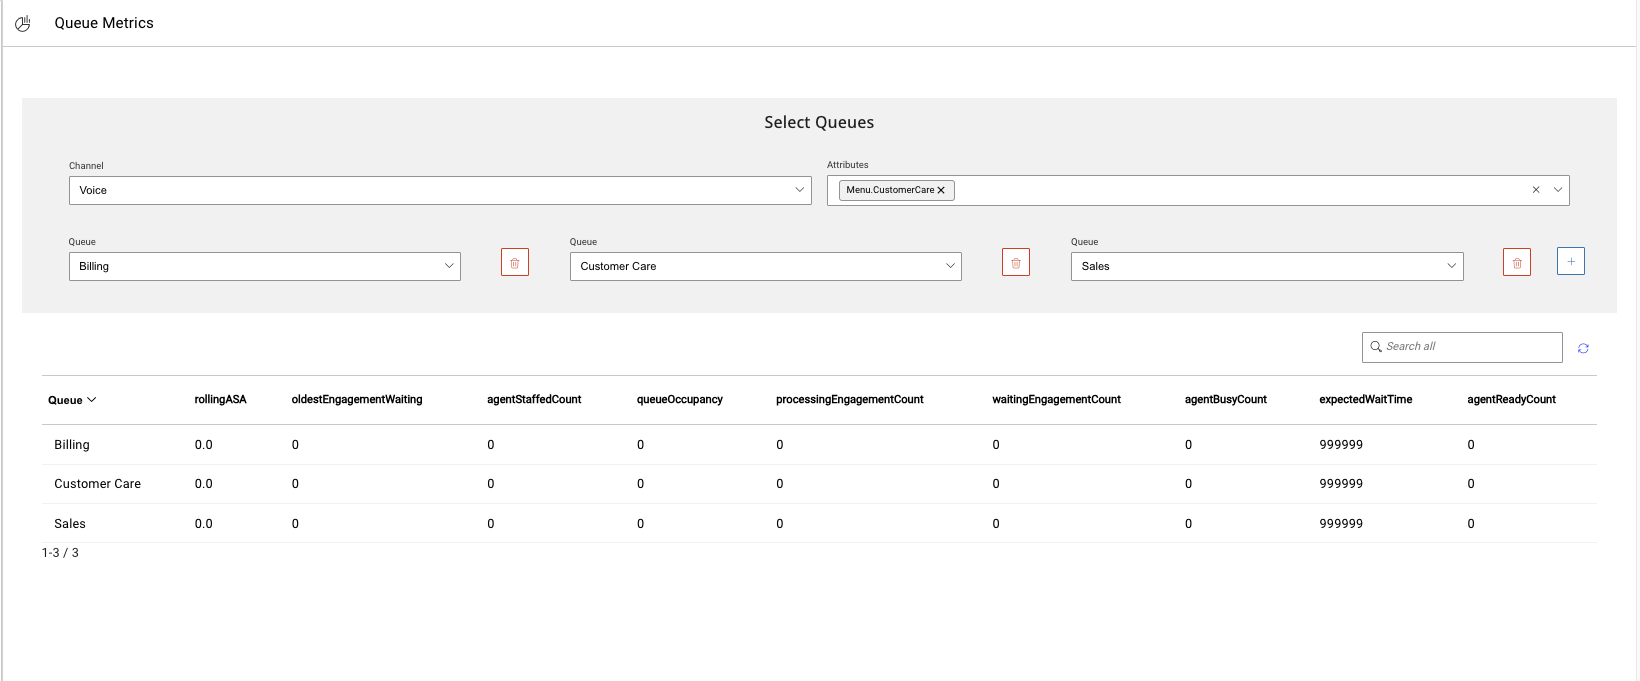 Queue Metrics
Select Queues
Channel
Attributes
Voice
Menu.CustomerCare
Queue
Queue
Queue
Billing
Customer Care
Sales
Search all
Queue rollingASA oldestEngagementWaiting agentStaffedCount queueOccupancy processingEngagementCount waitingEngagementCount agentBusyCount expectedWaitTime agentReadyCount
Billing 0.0 0 0 0 0 0 0 999999 0
Customer Care 0.0 0 0 0 0 0 0 999999 0
Sales 0.0 0 0 0 0 0 0 999999 0
1-3 / 3